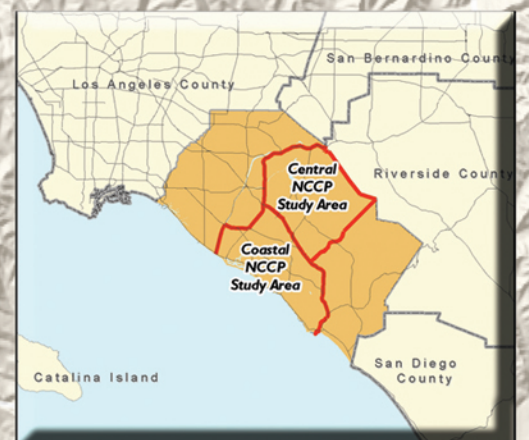 San Bernardino County
Los Angeles County
Central
NCCP
Study Area
Riverside County
Coastal
NCCP
Study Area
Catalina Island
San Diego
County